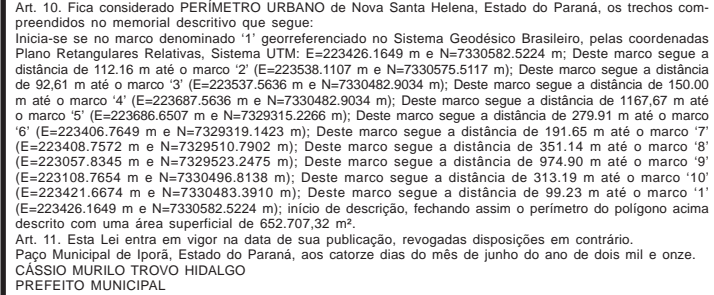 Art. 10. Fica considerado PERÍMETRO URBANO de Nova Santa Helena, Estado do Paraná, os trechos com-
preendidos no memorial descritivo que segue:
Inicia-se se no marco denominado '1' georreferenciado no Sistema Geodésico Brasileiro, pelas coordenadas
Plano Retangulares Relativas, Sistema UTM: E=223426.1649 m e N=7330582.5224 m; Deste marco segue a
distância de 112.16 m até o marco '2' (E=223538.1107 m e N=7330575.5117 m); Deste marco segue a distância
de 92,61 m até o marco '3' (E=223537.5636 m e N=7330482.9034 m); Deste marco segue a distância de 150.00
m até o marco '4' (E=223687.5636 m e N=7330482.9034 m); Deste marco segue a distância de 1167,67 m até
o marco '5' (E=223686.6507 m e N=7329315.2266 m); Deste marco segue a distância de 279.91 m até o marco
'6' (E=223406.7649 m e N=7329319.1423 m); Deste marco segue a distância de 191.65 m até o marco '7'
(E=223408.7572 m e N=7329510.7902 m); Deste marco segue a distância de 351.14 m até o marco '8'
(E=223057.8345 m e N=7329523.2475 m); Deste marco segue a distância de 974.90 m até o marco '9'
(E=223108.7654 m e N=7330496.8138 m); Deste marco segue a distância de 313.19 m até o marco '10'
(E=223421.6674 m e N=7330483.3910 m); Deste marco segue a distância de 99.23 m até o marco '1'
(E=223426.1649 m e N=7330582.5224 m); início de descrição, fechando assim o perímetro do polígono acima
descrito com uma área superficial de 652.707,32 m².
Art. 11. Esta Lei entra em vigor na data de sua publicação, revogadas disposições em contrário.
Paço Municipal de Iporã, Estado do Paraná, aos catorze dias do mês de junho do ano de dois mil e onze.
CÁSSIO MURILO TROVO HIDALGO
PREFEITO MUNICIPAL